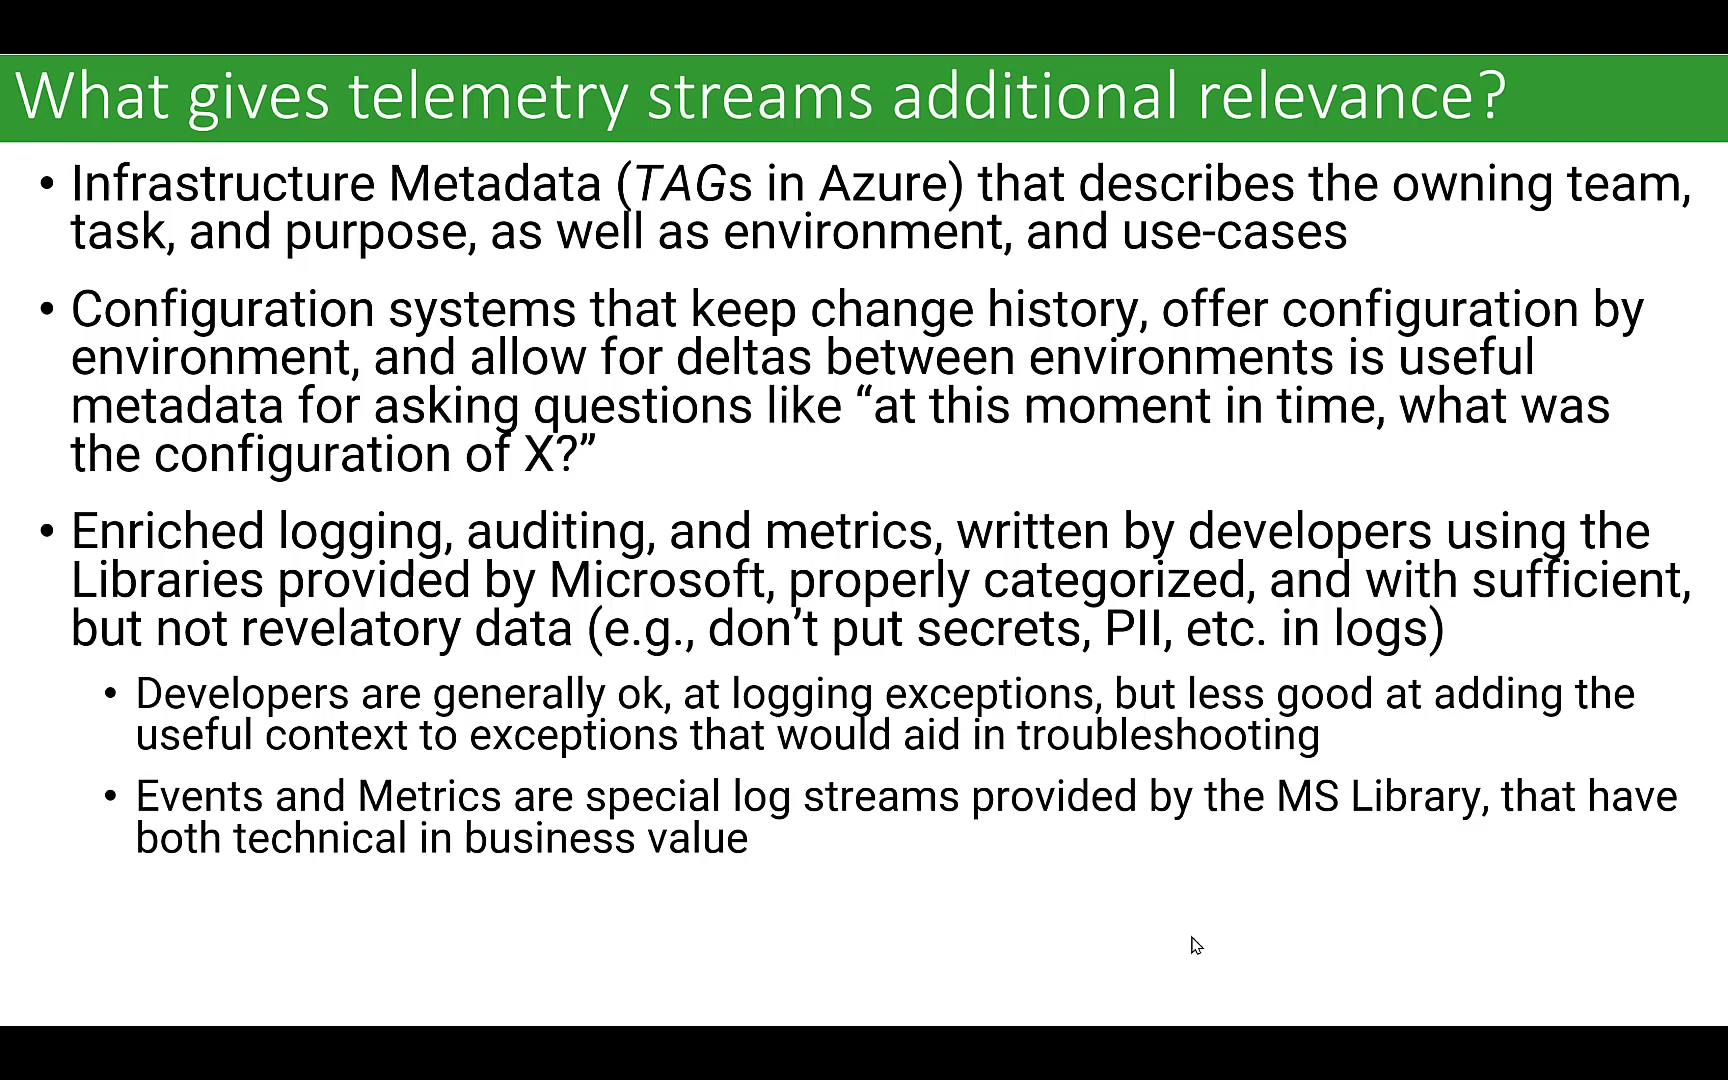 What gives telemetry streams additional relevance?
• Infrastructure Metadata (TAGs in Azure) that describes the owning team,
task, and purpose, as well as environment, and use-cases
• Configuration systems that keep change history, offer configuration by
environment, and allow for deltas between environments is useful
metadata for asking questions like “at this moment in time, what was
the configuration of X?”
• Enriched logging, auditing, and metrics, written by developers using the
Libraries provided by Microsoft, properly categorized, and with sufficient,
but not revelatory data (e.g., don’t put secrets, PII, etc. in logs)
• Developers are generally ok, at logging exceptions, but less good at adding the
useful context to exceptions that would aid in troubleshooting
• Events and Metrics are special log streams provided by the MS Library, that have
both technical in business value